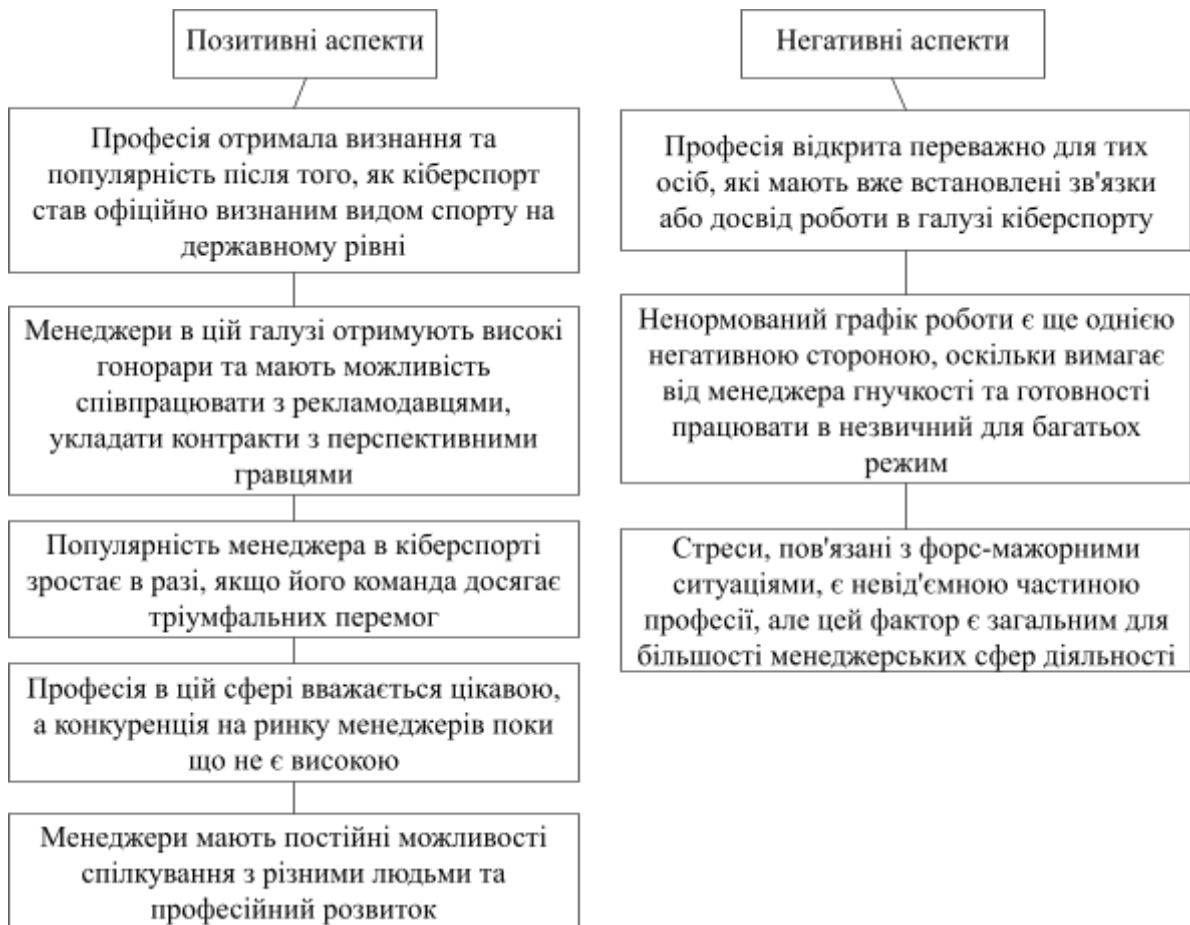 Позитивні аспекти
Професія отримала визнання та
популярність після того, як кіберспорт
став офіційно визнаним видом спорту на
державному рівні
Менеджери в цій галузі отримують високі
гонорари та мають можливість
співпрацювати з рекламодавцями,
укладати контракти з перспективними
гравцями
Популярність менеджера в кіберспорті
зростає в разі, якщо його команда досягає
тріумфальних перемог
Професія в цій сфері вважається цікавою,
а конкуренція на ринку менеджерів поки
що не є високою
Менеджери мають постійні можливості
спілкування з різними людьми та
професійний розвиток
Негативні аспекти
Професія відкрита переважно для тих
осіб, які мають вже встановлені зв'язки
або досвід роботи в галузі кіберспорту
Ненормований графік роботи є ще однією
негативною стороною, оскільки вимагає
від менеджера гнучкості та готовності
працювати в незвичний для багатьох
режим
Стреси, пов'язані з форс-мажорними
ситуаціями, є невід'ємною частиною
професії, але цей фактор є загальним для
більшості менеджерських сфер діяльності